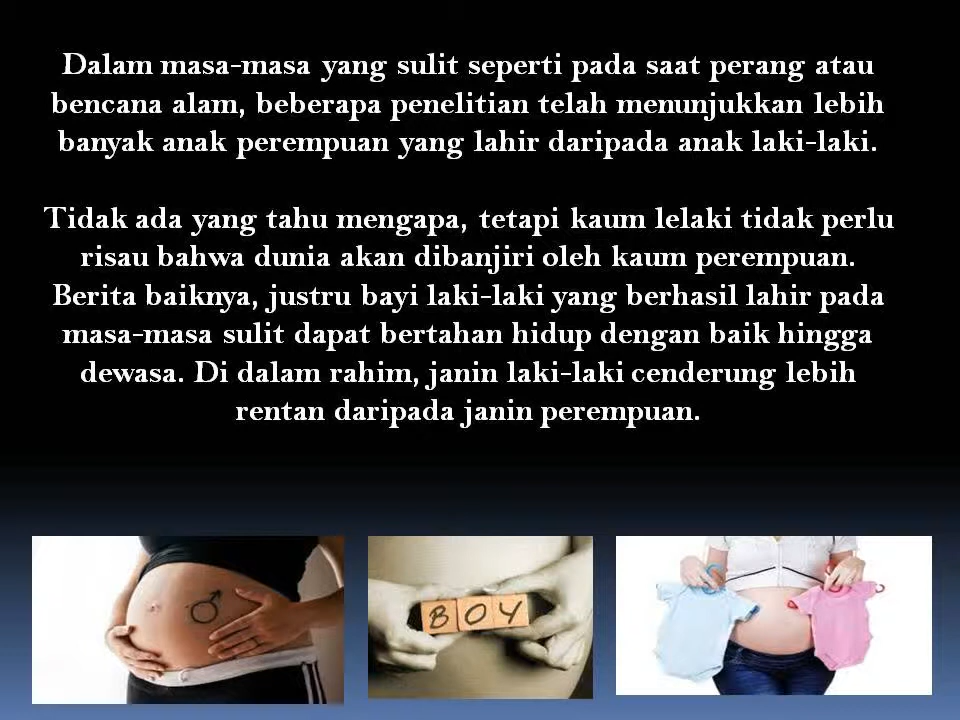 Dalam masa-masa yang sulit seperti pada saat perang atau
bencana alam, beberapa penelitian telah menunjukkan lebih
banyak anak perempuan yang lahir daripada anak laki-laki.
Tidak ada yang tahu mengapa, tetapi kaum lelaki tidak perlu
risau bahwa dunia akan dibanjiri oleh kaum perempuan.
Berita baiknya, justru bayi laki-laki yang berhasil lahir pada
masa-masa sulit dapat bertahan hidup dengan baik hingga
dewasa. Di dalam rahim, janin laki-laki cenderung lebih
rentan daripada janin perempuan.
BOY